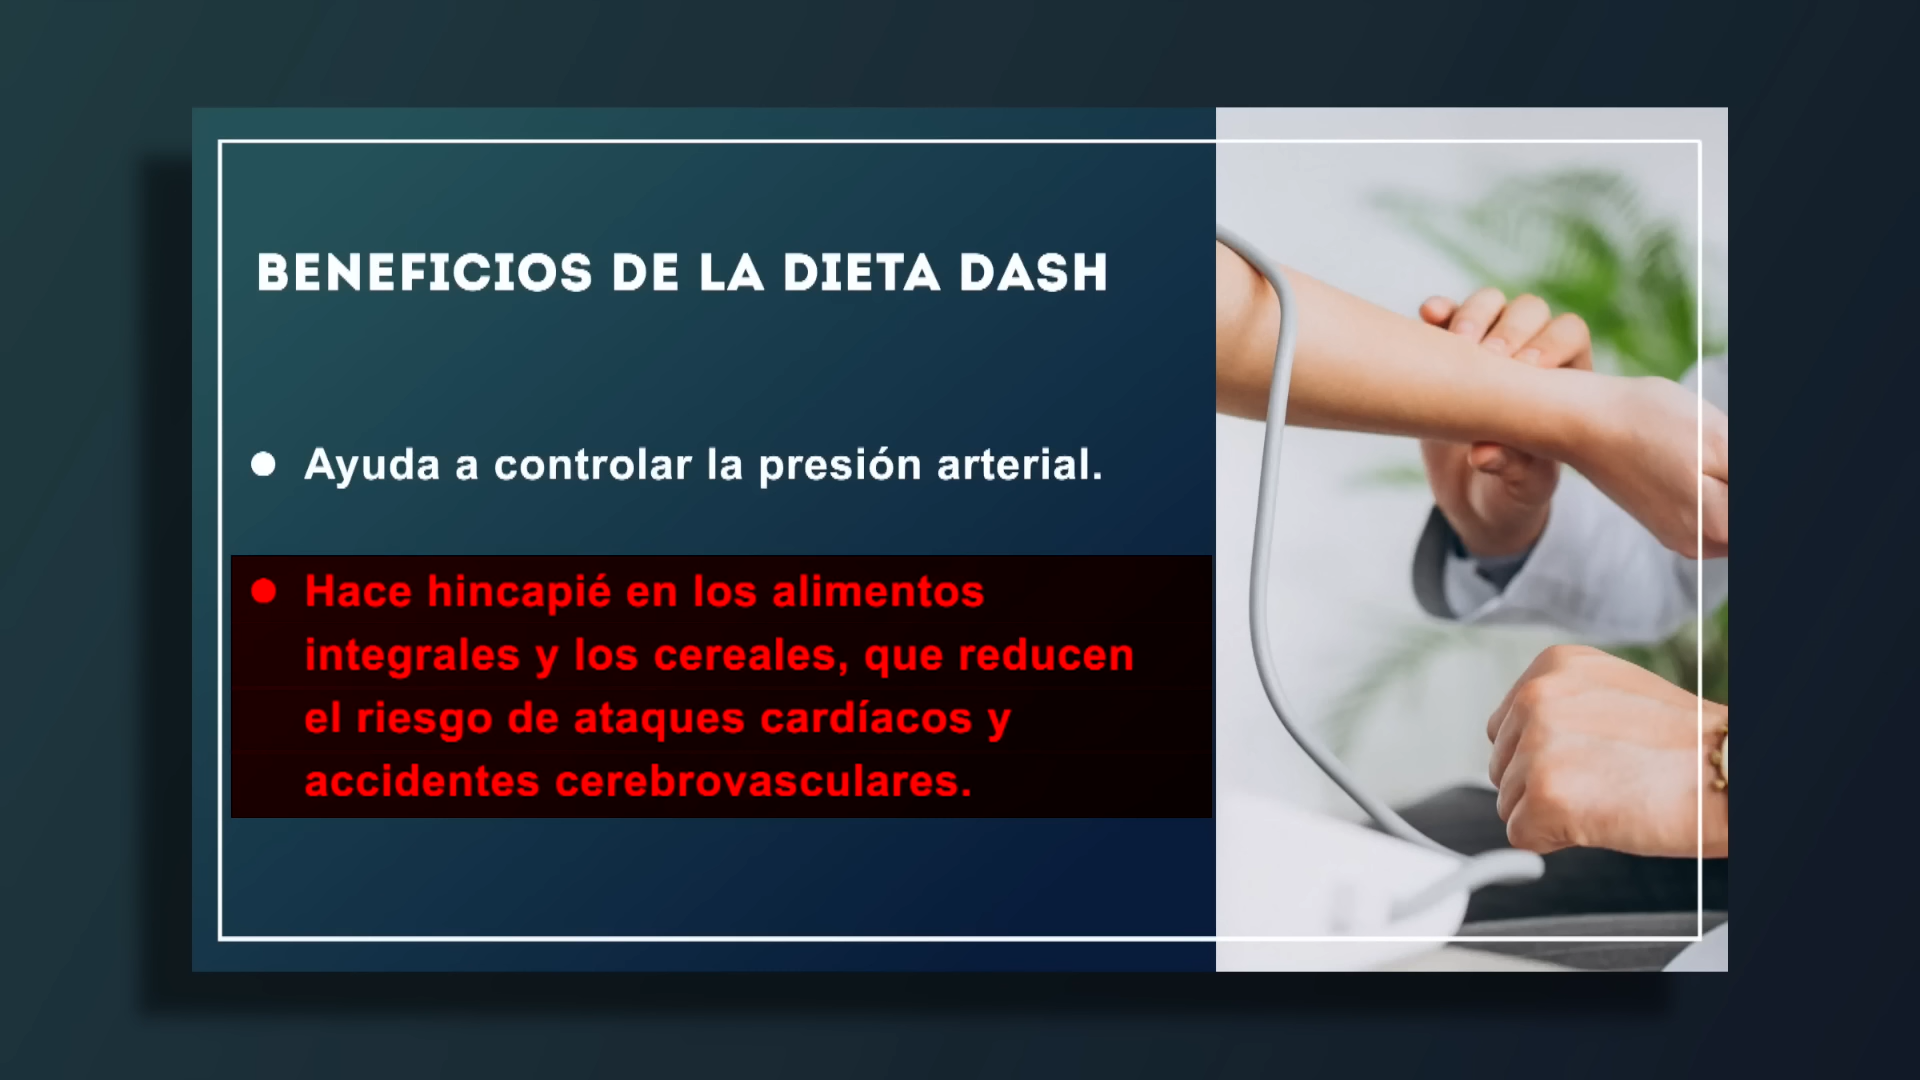 BENEFICIOS DE LA DIETA DASH
● Ayuda a controlar la presión arterial.
● Hace hincapié en los alimentos
integrales y los cereales, que reducen
el riesgo de ataques cardíacos y
accidentes cerebrovasculares.